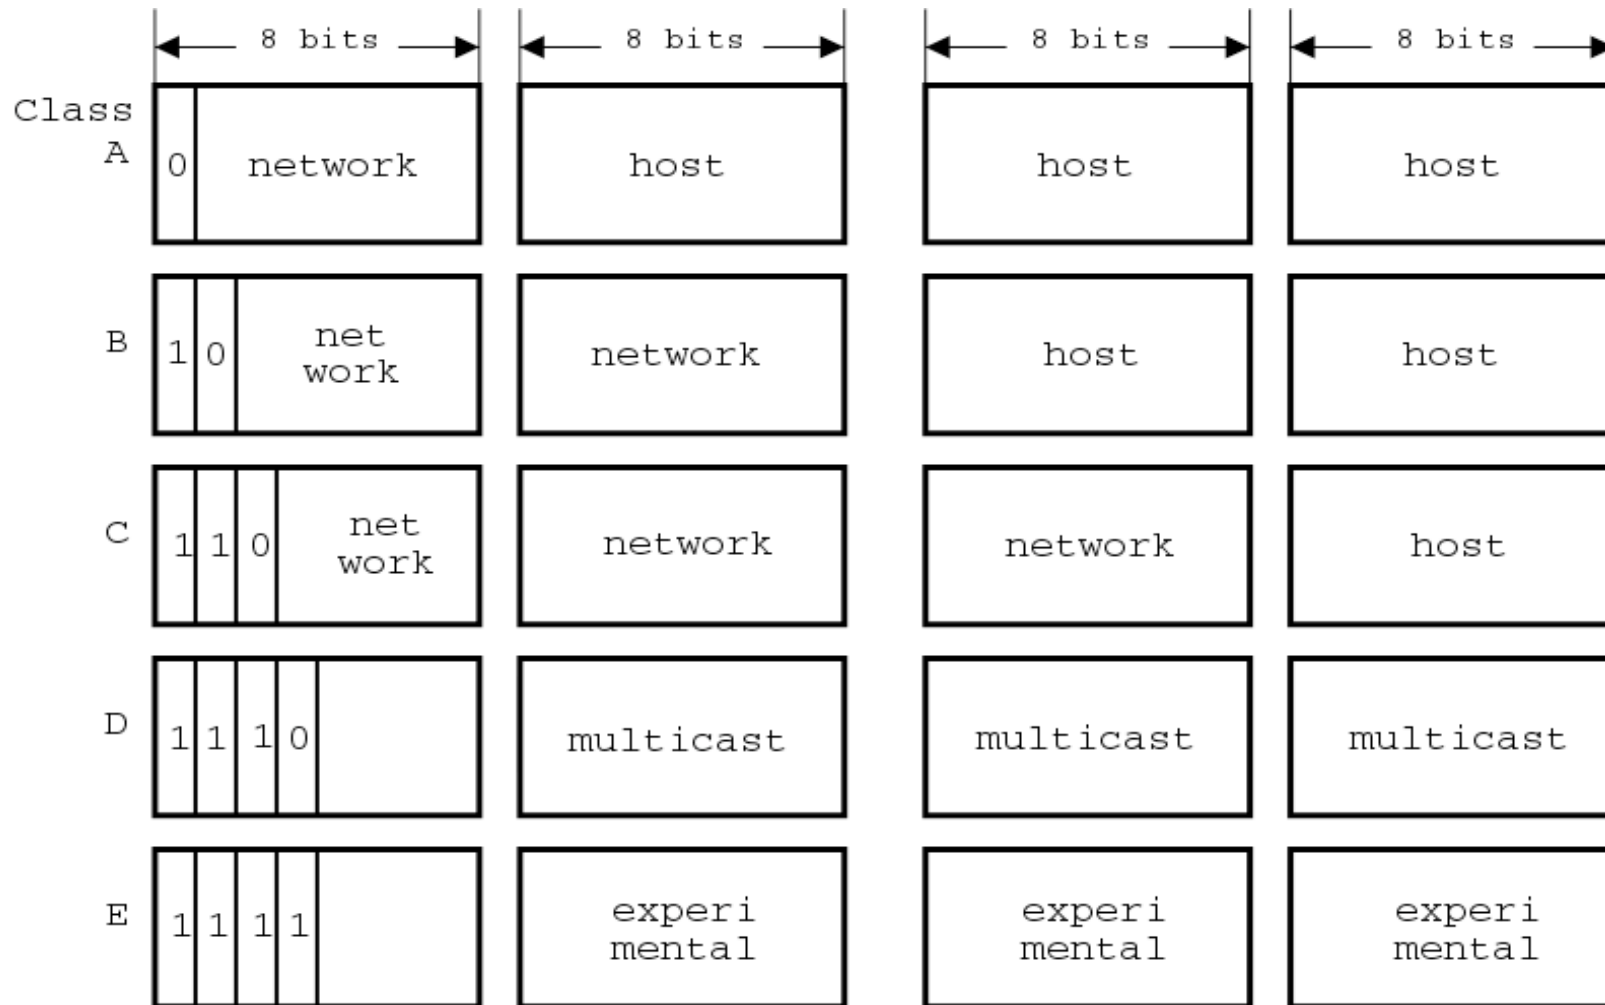 8 bits 8 bits 8 bits 8 bits
Class
A 0 network host host host
B 1 0 net work network host host
C 1 1 0 net work network network host
D 1 1 1 0 multicast multicast multicast
E 1 1 1 1 experi mental experi mental experi mental